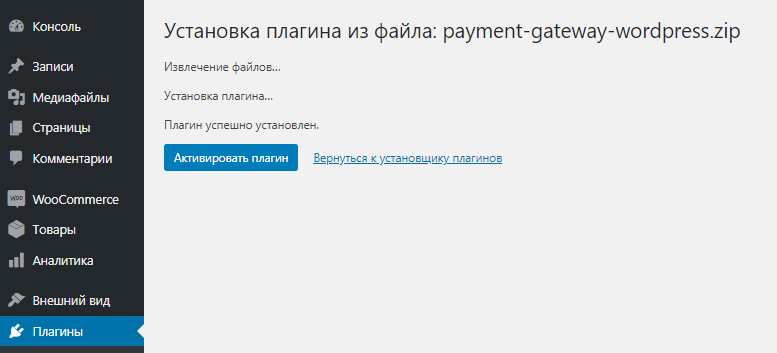 Консоль
Записи
Медиафайлы
Страницы
Комментарии
Woo WooCommerce
Товары
Аналитика
Внешний вид
Плагины
Установка плагина из файла: payment-gateway-wordpress.zip
Извлечение файлов…
Установка плагина…
Плагин успешно установлен.
Активировать плагин Вернуться к установщику плагинов